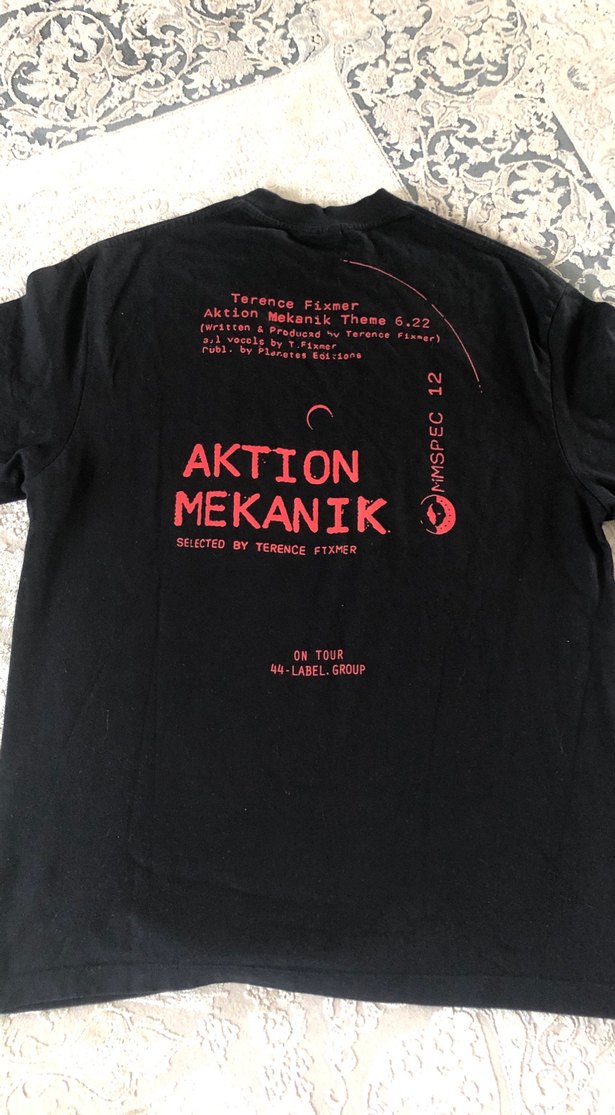 Terence Fixmer
Aktion Mekanik Theme 6.22
(Written & Produced by Terence Fixmer)
all vocals by T.Fixmer
Publ. by Planetes Editions
MMSPEC 12
AKTION
MEKANIK
SELECTED BY TERENCE FIXMER
ON TOUR
44-LABEL.GROUP